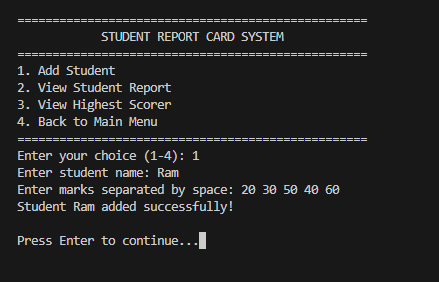 ==================================================
STUDENT REPORT CARD SYSTEM
==================================================
1. Add Student
2. View Student Report
3. View Highest Scorer
4. Back to Main Menu
==================================================
Enter your choice (1-4): 1
Enter student name: Ram
Enter marks separated by space: 20 30 50 40 60
Student Ram added successfully!
Press Enter to continue...